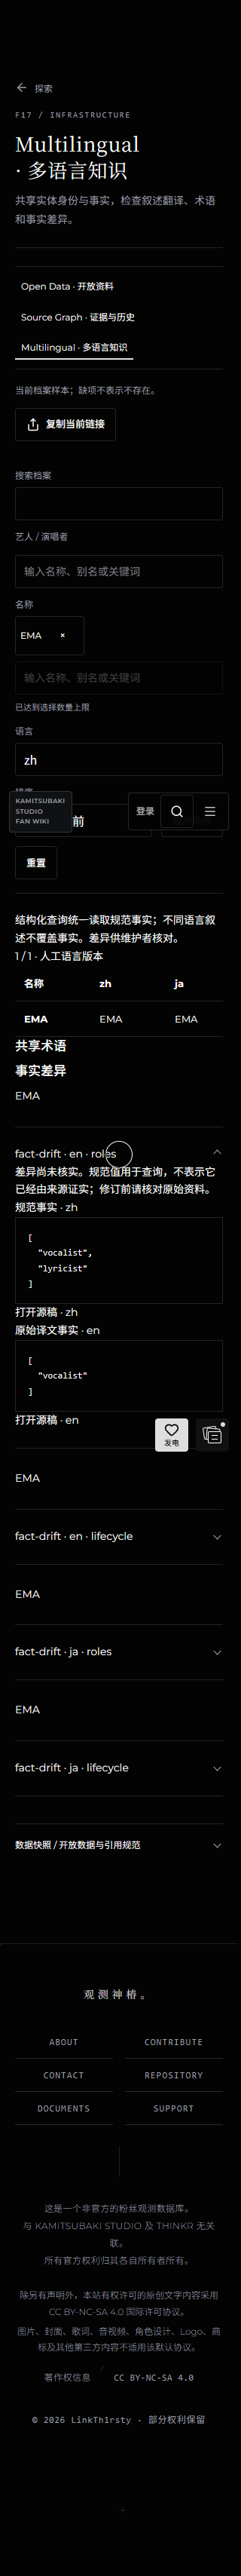 探索
F17 / INFRASTRUCTURE
Multilingual
· 多语言知识
共享实体身份与事实，检查叙述翻译、术语
和事实差异。
Open Data · 开放资料
Source Graph · 证据与历史
Multilingual · 多语言知识
当前档案样本；缺项不表示不存在。
复制当前链接
搜索档案
艺人 / 演唱者
输入名称、别名或关键词
名称
EMA ×
输入名称、别名或关键词
已达到选择数量上限
语言
zh
KAMITSUBAKI
STUDIO
FAN WIKI
登录
前
重置
结构化查询统一读取规范事实；不同语言叙
述不覆盖事实。差异供维护者核对。
1 / 1 · 人工语言版本
名称 zh ja
EMA EMA EMA
共享术语
事实差异
EMA
fact-drift · en · roles
差异尚未核实。规范值用于查询，不表示它
已经由来源证实；修订前请核对原始资料。
规范事实 · zh
[
"vocalist",
"lyricist"
]
打开源稿 · zh
原始译文事实 · en
[
"vocalist"
]
打开源稿 · en
发电
EMA
fact-drift · en · lifecycle
EMA
fact-drift · ja · roles
EMA
fact-drift · ja · lifecycle
数据快照 / 开放数据与引用规范
观测神椿。
ABOUT CONTRIBUTE
CONTACT REPOSITORY
DOCUMENTS SUPPORT
这是一个非官方的粉丝观测数据库。
与 KAMITSUBAKI STUDIO 及 THINKR 无关
联。
所有官方权利归其各自所有者所有。
除另有声明外，本站有权许可的原创文字内容采用
CC BY-NC-SA 4.0 国际许可协议。
图片、封面、歌词、音视频、角色设计、Logo、商
标及其他第三方内容不适用该默认协议。
著作权信息 / CC BY-NC-SA 4.0
© 2026 LinkTh1rsty · 部分权利保留